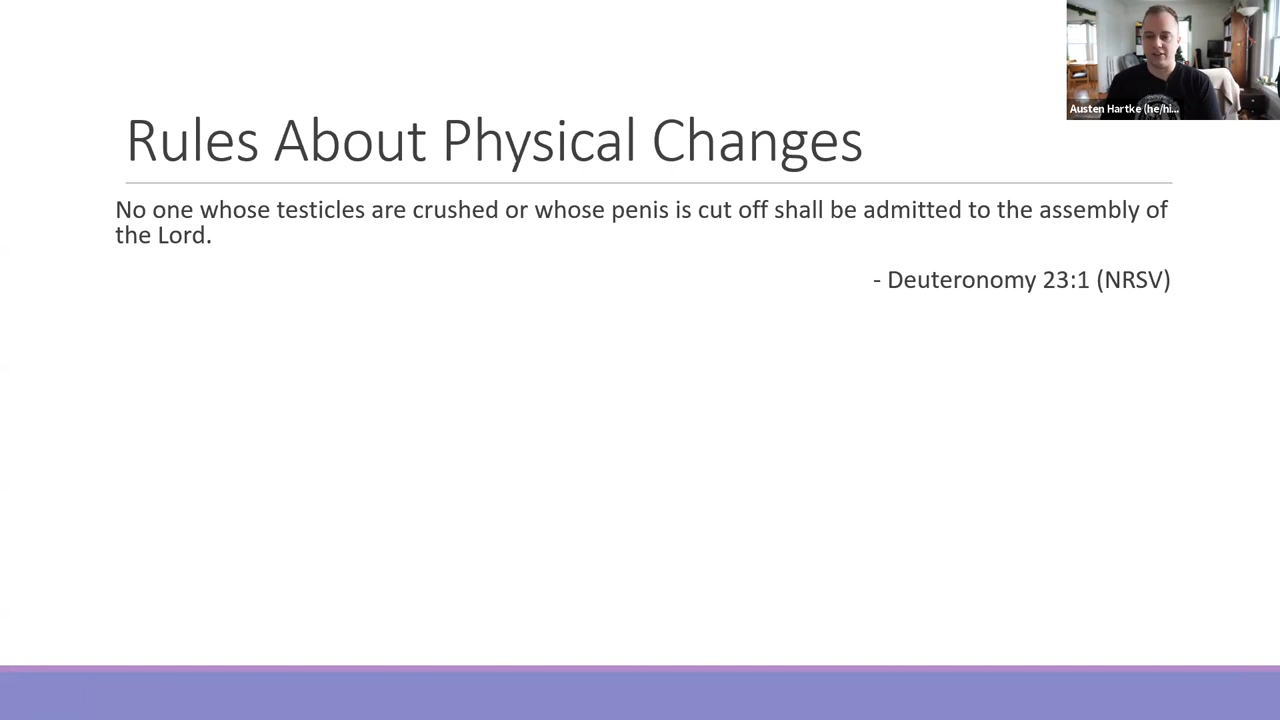 Austen Hartke (he/hi...
Rules About Physical Changes
No one whose testicles are crushed or whose penis is cut off shall be admitted to the assembly of
the Lord.
- Deuteronomy 23:1 (NRSV)